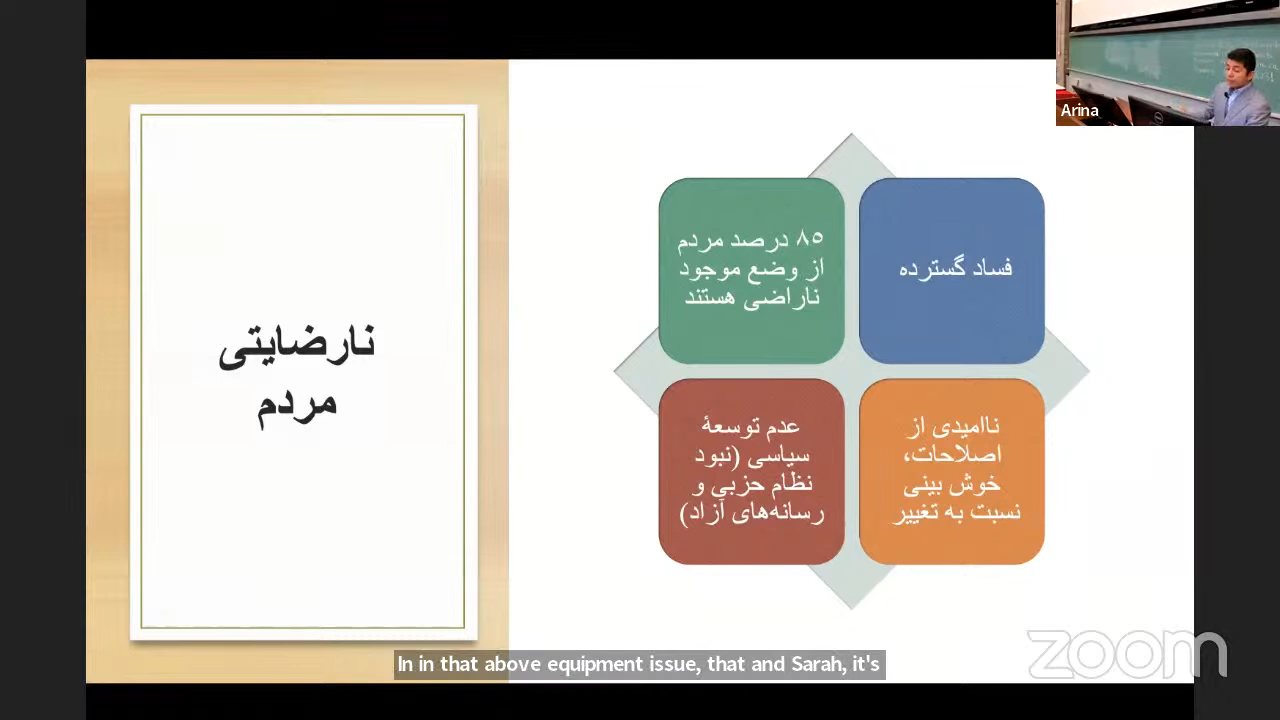 Arina
نارضایتی
مردم
فساد گسترده
۸۵ درصد مردم
از وضع موجود
ناراضی هستند
ناامیدی از
اصلاحات،
خوش بینی
نسبت به تغییر
عدم توسعهٔ
سیاسی (نبود
نظام حزبی و
رسانه‌های آزاد)
In in that above equipment issue, that and Sarah, it's
zoom